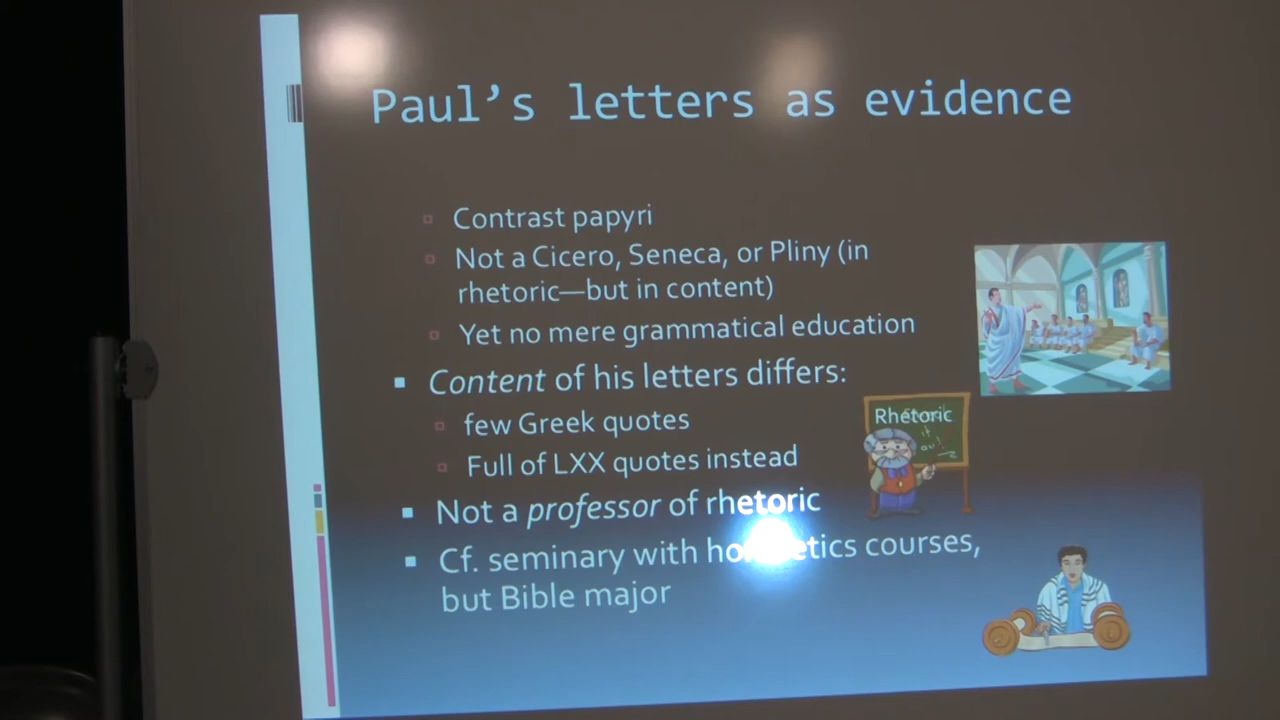 Paul’s letters as evidence
Contrast papyri
Not a Cicero, Seneca, or Pliny (in
rhetoric—but in content)
Yet no mere grammatical education
Content of his letters differs:
few Greek quotes
Full of LXX quotes instead
Rhetoric
Not a professor of rhetoric
Cf. seminary with courses,
but Bible major